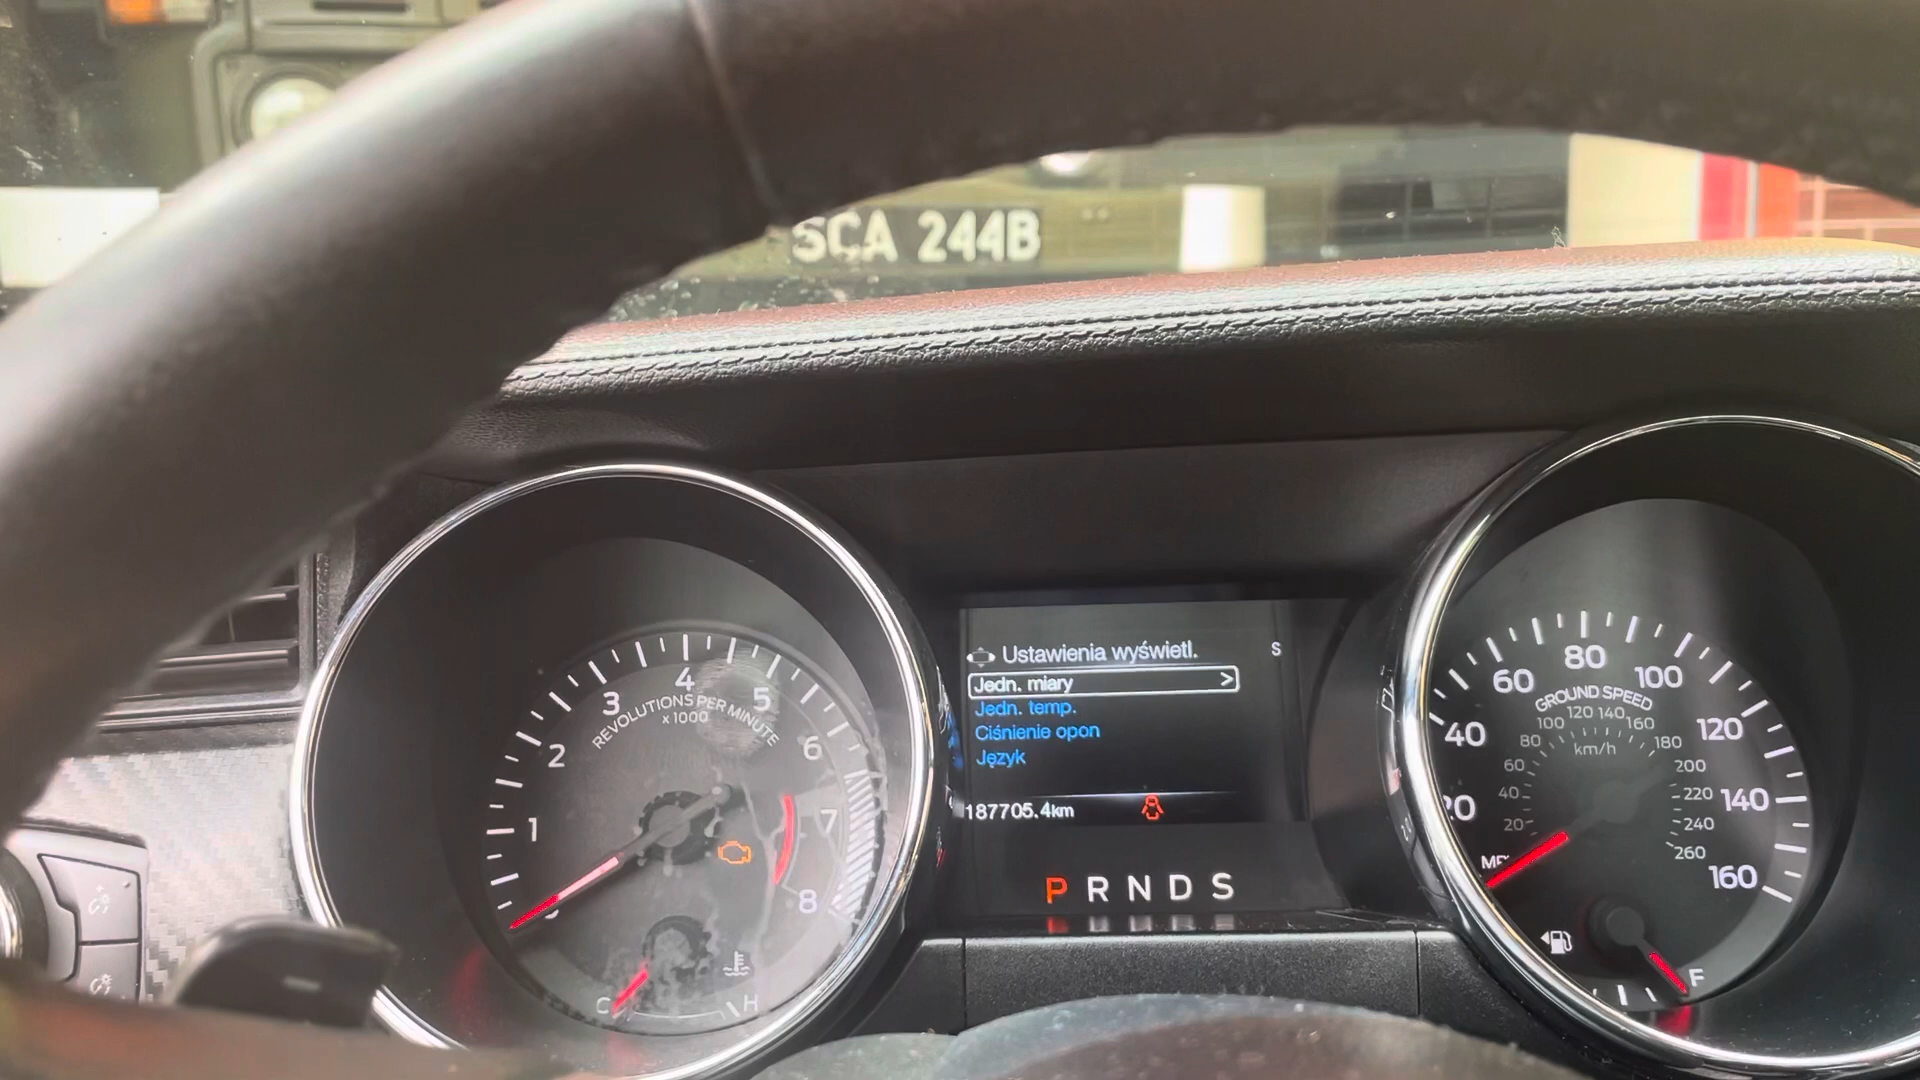 SCA 244B
1
2
3
4
5
6
7
8
REVOLUTIONS PER MINUTE
x 1000
C
H
Ustawienia wyświetl.
S
Jedn. miary >
Jedn. temp.
Ciśnienie opon
Język
187705.4km
P R N D S
40
60
80
100
120
140
160
GROUND SPEED
20
40
60
80
100
120
140
160
180
200
220
240
260
km/h
F